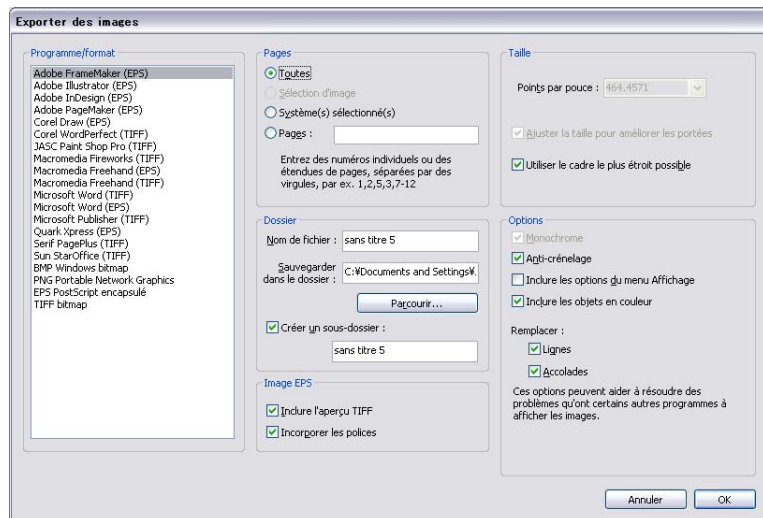 Exporter des images
Programme/format
Adobe FrameMaker (EPS)
Adobe Illustrator (EPS)
Adobe InDesign (EPS)
Adobe PageMaker (EPS)
Corel Draw (EPS)
Corel WordPerfect (TIFF)
JASC Paint Shop Pro (TIFF)
Macromedia Fireworks (TIFF)
Macromedia Freehand (EPS)
Macromedia Freehand (TIFF)
Microsoft Word (TIFF)
Microsoft Word (EPS)
Microsoft Publisher (TIFF)
Quark Xpress (EPS)
Serif PagePlus (TIFF)
Sun StarOffice (TIFF)
BMP Windows bitmap
PNG Portable Network Graphics
EPS PostScript encapsulé
TIFF bitmap
Pages
Toutes
Sélection d'image
Système(s) sélectionné(s)
Pages :
Entrez des numéros individuels ou des
étendues de pages, séparées par des
virgules, par ex. 1,2,5,3,7-12
Dossier
Nom de fichier : sans titre 5
Sauvegarder
dans le dossier : C:¥Documents and Settings¥.
Parcourir...
Créer un sous-dossier :
sans titre 5
Image EPS
Inclure l'aperçu TIFF
Incorporer les polices
Taille
Points par pouce : 464.4571
Ajuster la taille pour améliorer les portées
Utiliser le cadre le plus étroit possible
Options
Monochrome
Anti-crénelage
Inclure les options du menu Affichage
Inclure les objets en couleur
Remplacer :
Lignes
Accolades
Ces options peuvent aider à résoudre des
problèmes qu'ont certains autres programmes à
afficher les images.
Annuler
OK